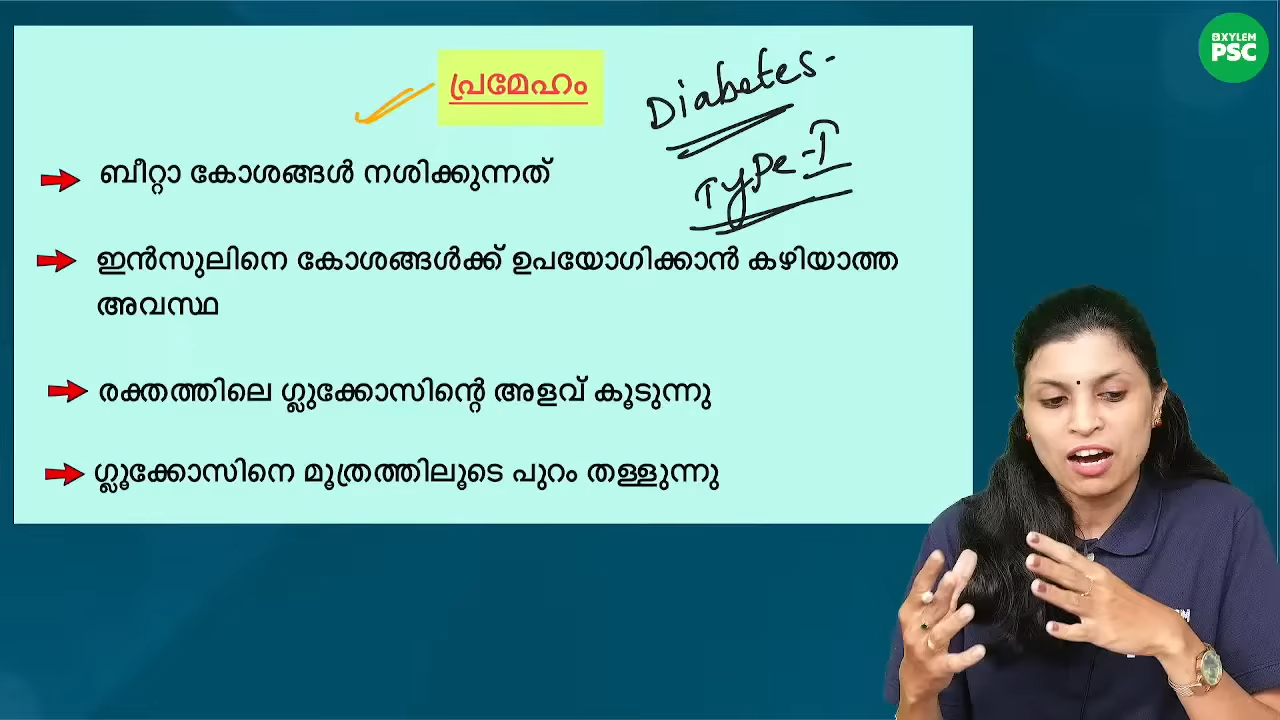 XYLEM
PSC
പ്രമേഹം
Diabetes.
Type-I
ബീറ്റാ കോശങ്ങൾ നശിക്കുന്നത്
ഇൻസുലിനെ കോശങ്ങൾക്ക് ഉപയോഗിക്കാൻ കഴിയാത്ത
അവസ്ഥ
രക്തത്തിലെ ഗ്ലുക്കോസിന്റെ അളവ് കൂടുന്നു
ഗ്ലൂക്കോസിനെ മൂത്രത്തിലൂടെ പുറം തള്ളുന്നു